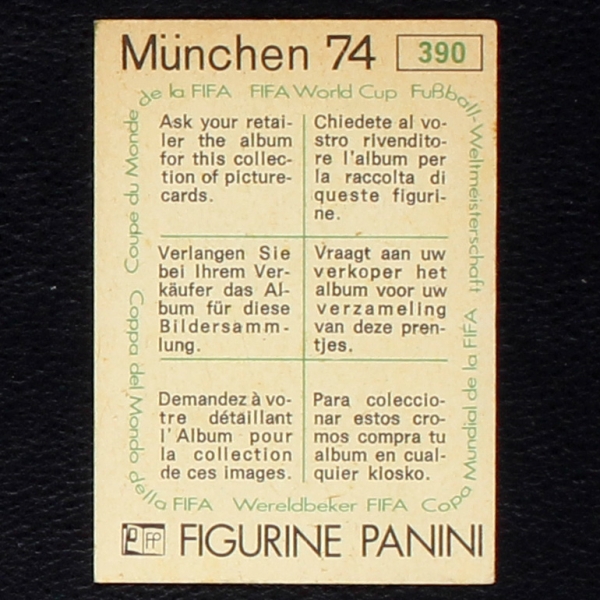 München 74 390
Coupe du Monde de la FIFA FIFA World Cup Fußball-Weltmeisterschaft
Ask your retai-
ler the album
for this collec-
tion of picture-
cards.
Chiedete al vo-
stro rivendito-
re l'album per
la raccolta di
queste figuri-
ne.
Verlangen Sie
bei Ihrem Ver-
käufer das Al-
bum für diese
Bildersamm-
lung.
Vraagt aan uw
verkoper het
album voor uw
verzameling
van deze pren-
tjes.
Demandez à vo-
tre détaillant
l'Album pour
la collection
de ces images.
Para coleccio-
nar estos cro-
mos compra tu
album en cual-
quier kiosko.
Coppa del Mondo della FIFA Wereldbeker FIFA Copa Mundial de la FIFA
FP FIGURINE PANINI